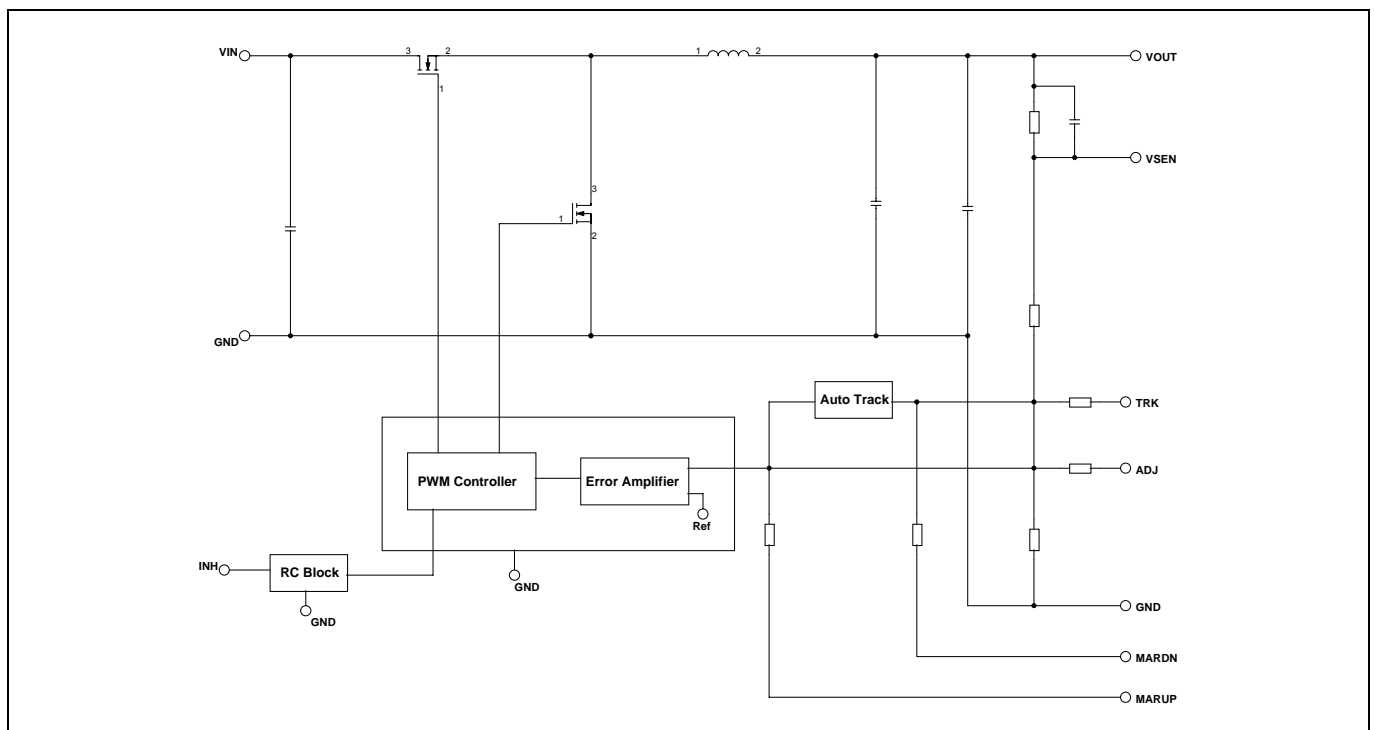 VIN
3
2
1
1
2
VOUT
VSEN
3
1
2
GND
Auto Track
TRK
PWM Controller
Error Amplifier
ADJ
Ref
INH
RC Block
GND
GND
GND
MARDN
MARUP